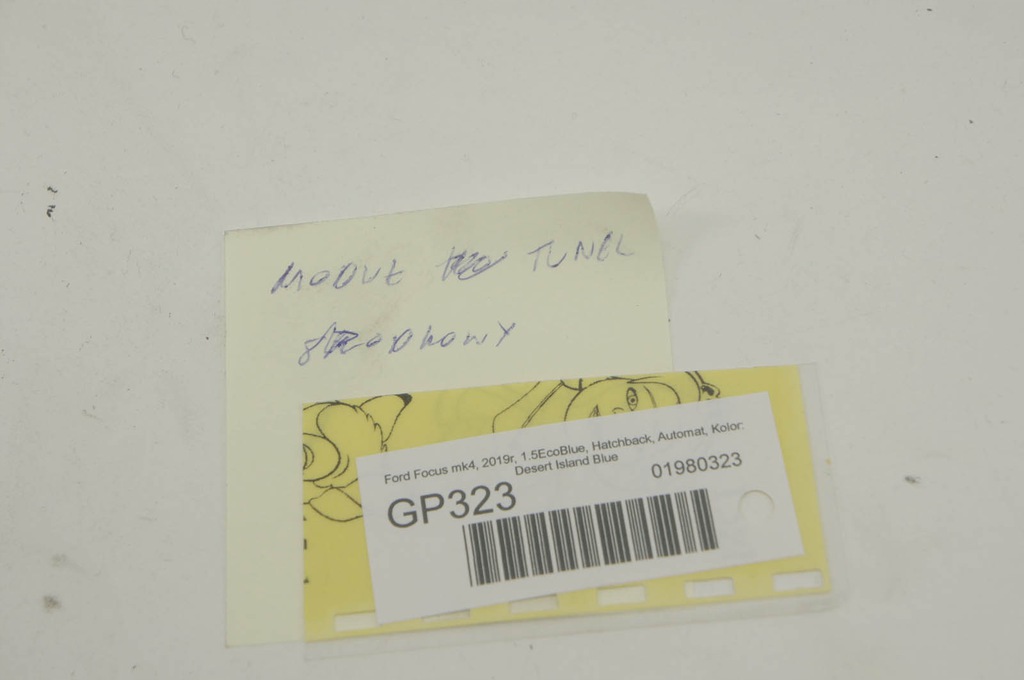 MODUŁ TUNEL
ŚRODKOWY
Ford Focus mk4, 2019r, 1.5EcoBlue, Hatchback, Automat, Kolor:
Desert Island Blue
01980323
GP323